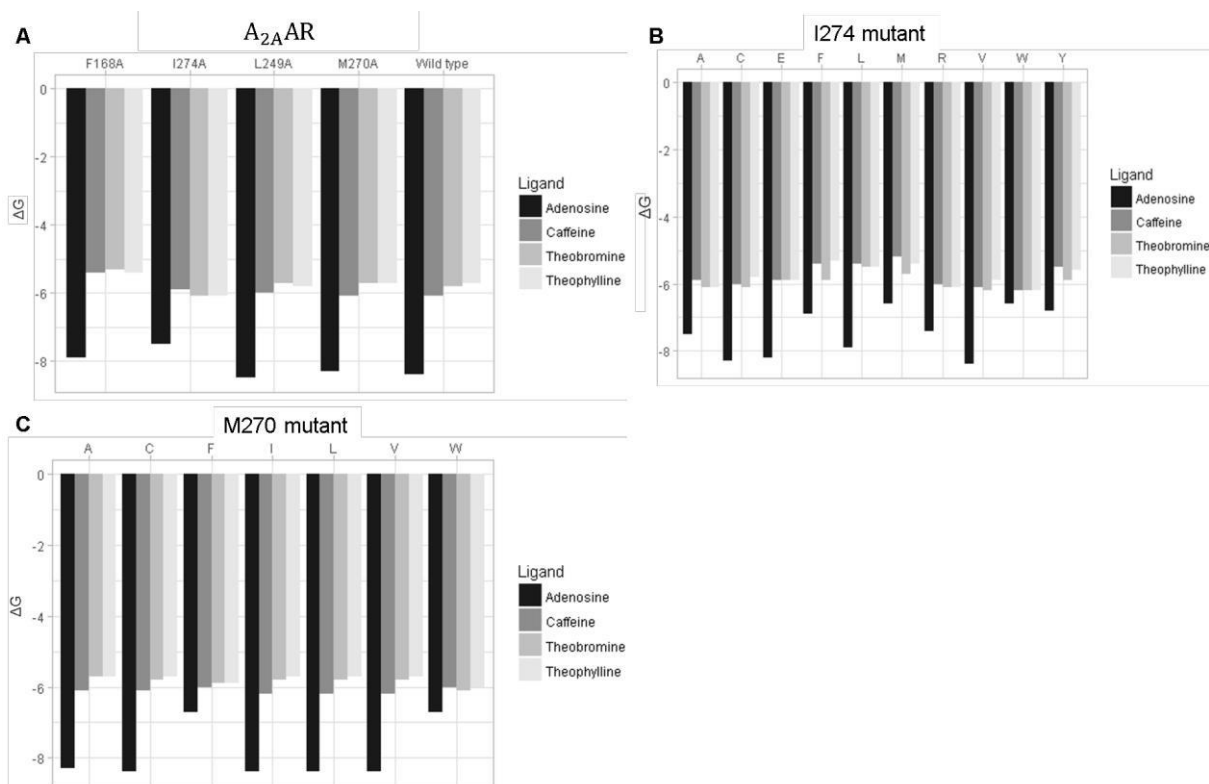 A
A2AAR
F168A I274A L249A M270A Wild type
0
-2
-4
-6
-8
ΔG
Ligand
Adenosine
Caffeine
Theobromine
Theophylline
B
I274 mutant
A C E F L M R V W Y
0
-2
-4
-6
-8
ΔG
Ligand
Adenosine
Caffeine
Theobromine
Theophylline
C
M270 mutant
A C F I L V W
0
-2
-4
-6
-8
ΔG
Ligand
Adenosine
Caffeine
Theobromine
Theophylline